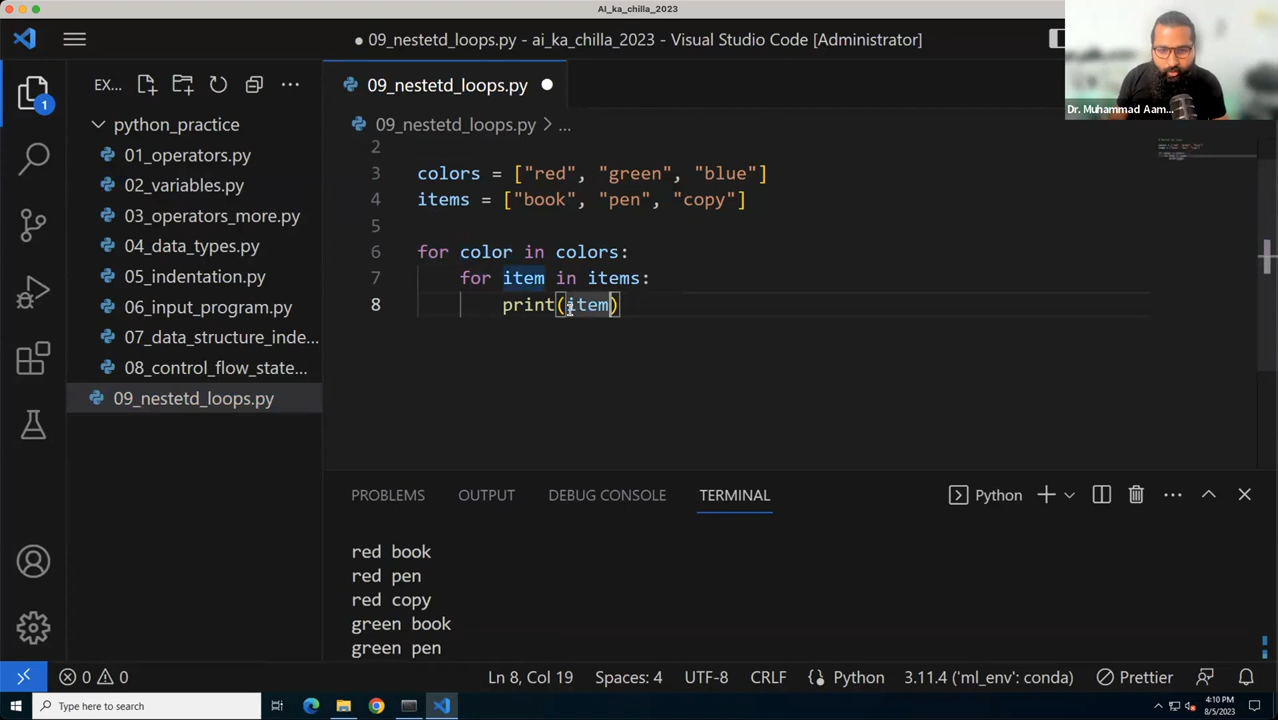 AI_ka_chilla_2023
● 09_nestetd_loops.py - ai_ka_chilla_2023 - Visual Studio Code [Administrator]
Dr. Muhammad Aam...
EX...
09_nestetd_loops.py
1
python_practice
01_operators.py
02_variables.py
03_operators_more.py
04_data_types.py
05_indentation.py
06_input_program.py
07_data_structure_inde...
08_control_flow_state...
09_nestetd_loops.py
09_nestetd_loops.py > ...
2
3 colors = ["red", "green", "blue"]
4 items = ["book", "pen", "copy"]
5
6 for color in colors:
7 for item in items:
8 print(item)
PROBLEMS OUTPUT DEBUG CONSOLE TERMINAL Python
red book
red pen
red copy
green book
green pen
0 0 Ln 8, Col 19 Spaces: 4 UTF-8 CRLF Python 3.11.4 ('ml_env': conda) Prettier
Type here to search
4:10 PM
8/5/2023